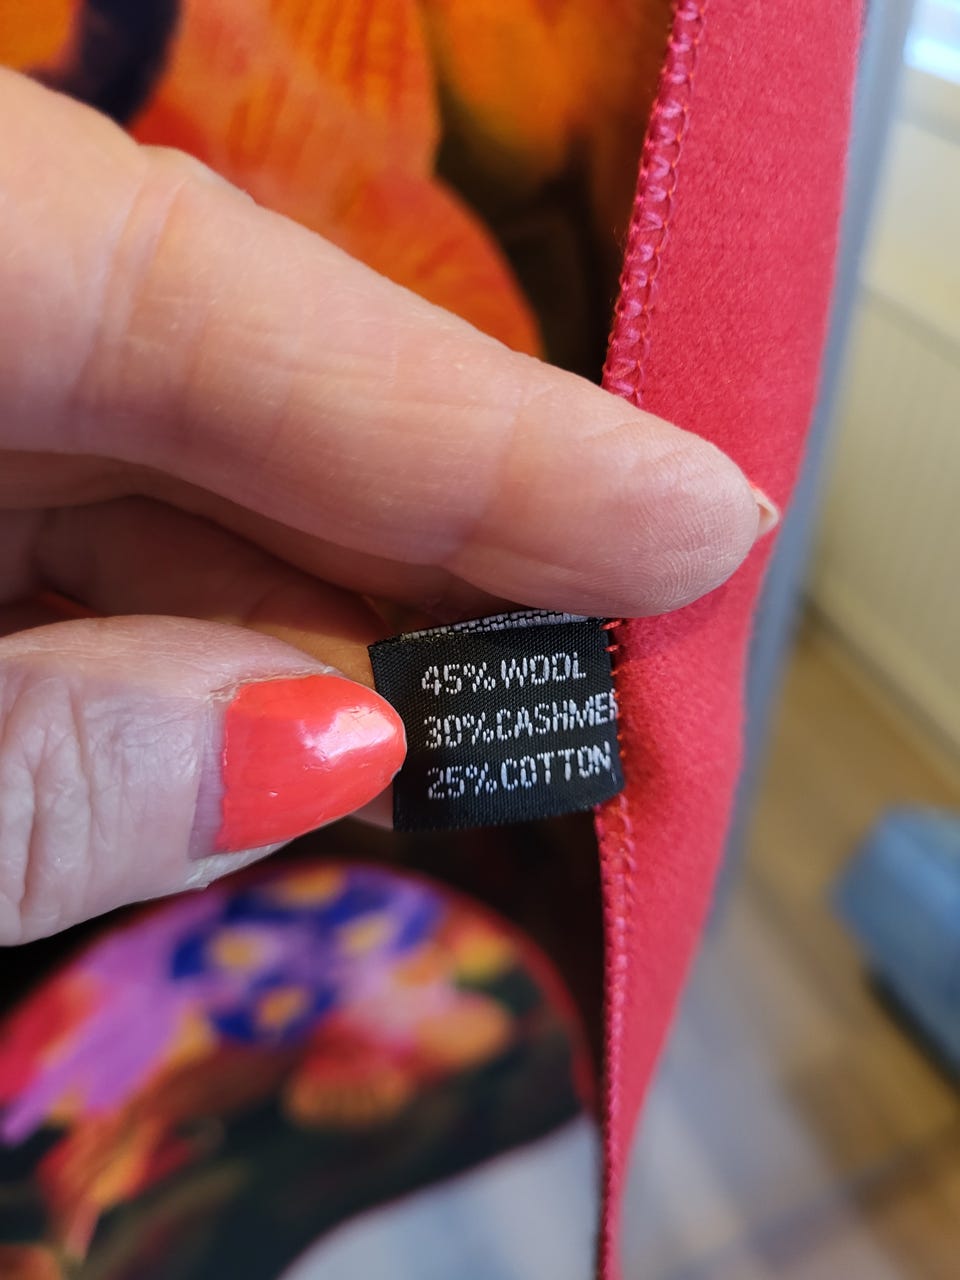 45% WOOL
30% CASHMER
25% COTTON